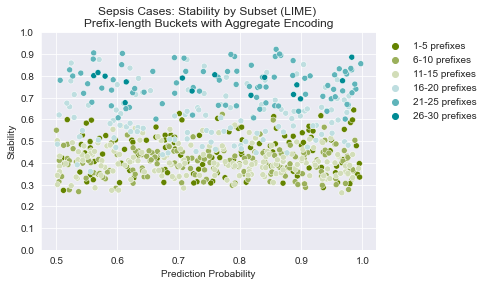 Sepsis Cases: Stability by Subset (LIME)
Prefix-length Buckets with Aggregate Encoding
1.0
0.9
0.8
0.7
0.6
0.5
0.4
0.3
0.2
0.1
0.0
Stability
0.5 0.6 0.7 0.8 0.9 1.0
Prediction Probability
1-5 prefixes
6-10 prefixes
11-15 prefixes
16-20 prefixes
21-25 prefixes
26-30 prefixes